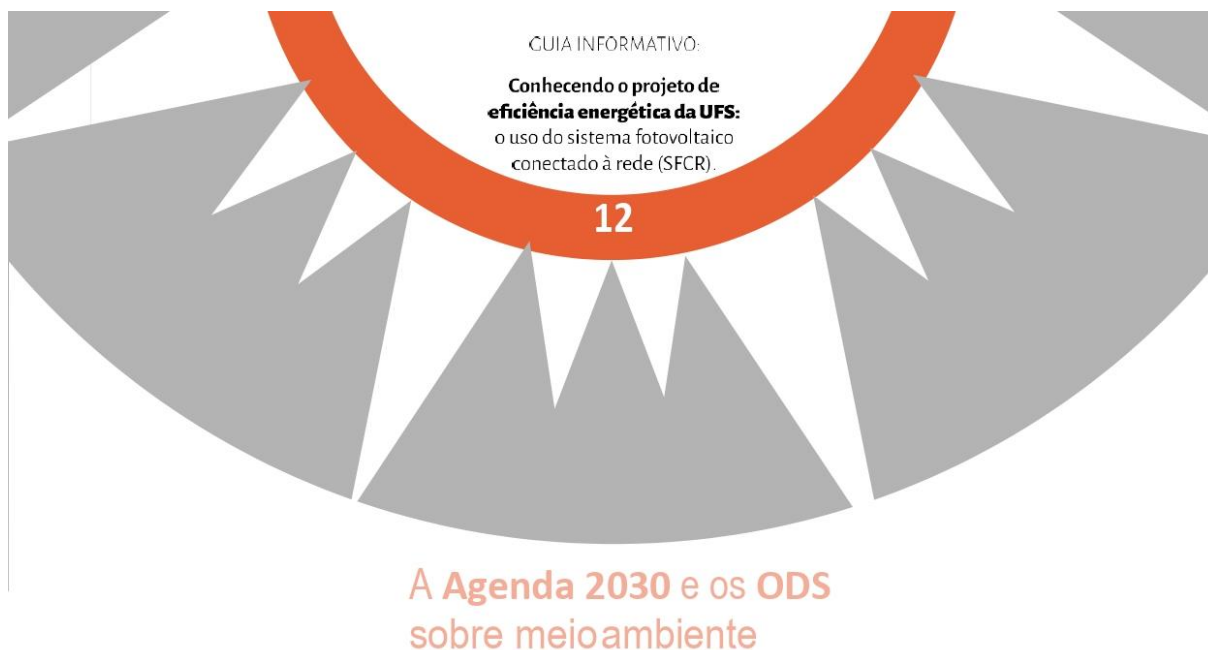 GUIA INFORMATIVO:
Conhecendo o projeto de
eficiência energética da UFS:
o uso do sistema fotovoltaico
conectado à rede (SFCR).
12
A Agenda 2030 e os ODS
sobre meio ambiente